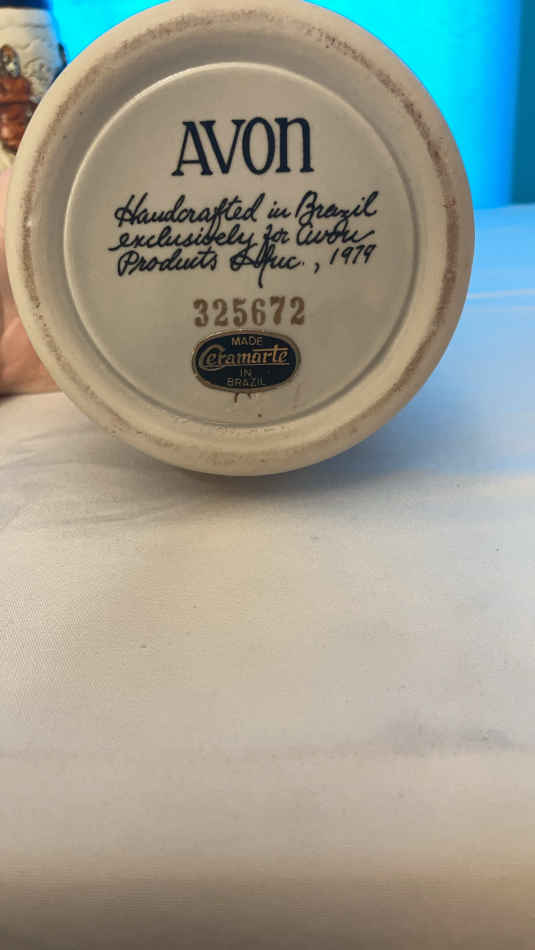 AVON
Handcrafted in Brazil
exclusively for Avon
Products Inc., 1979
325672
MADE
Ceramarte
IN
BRAZIL